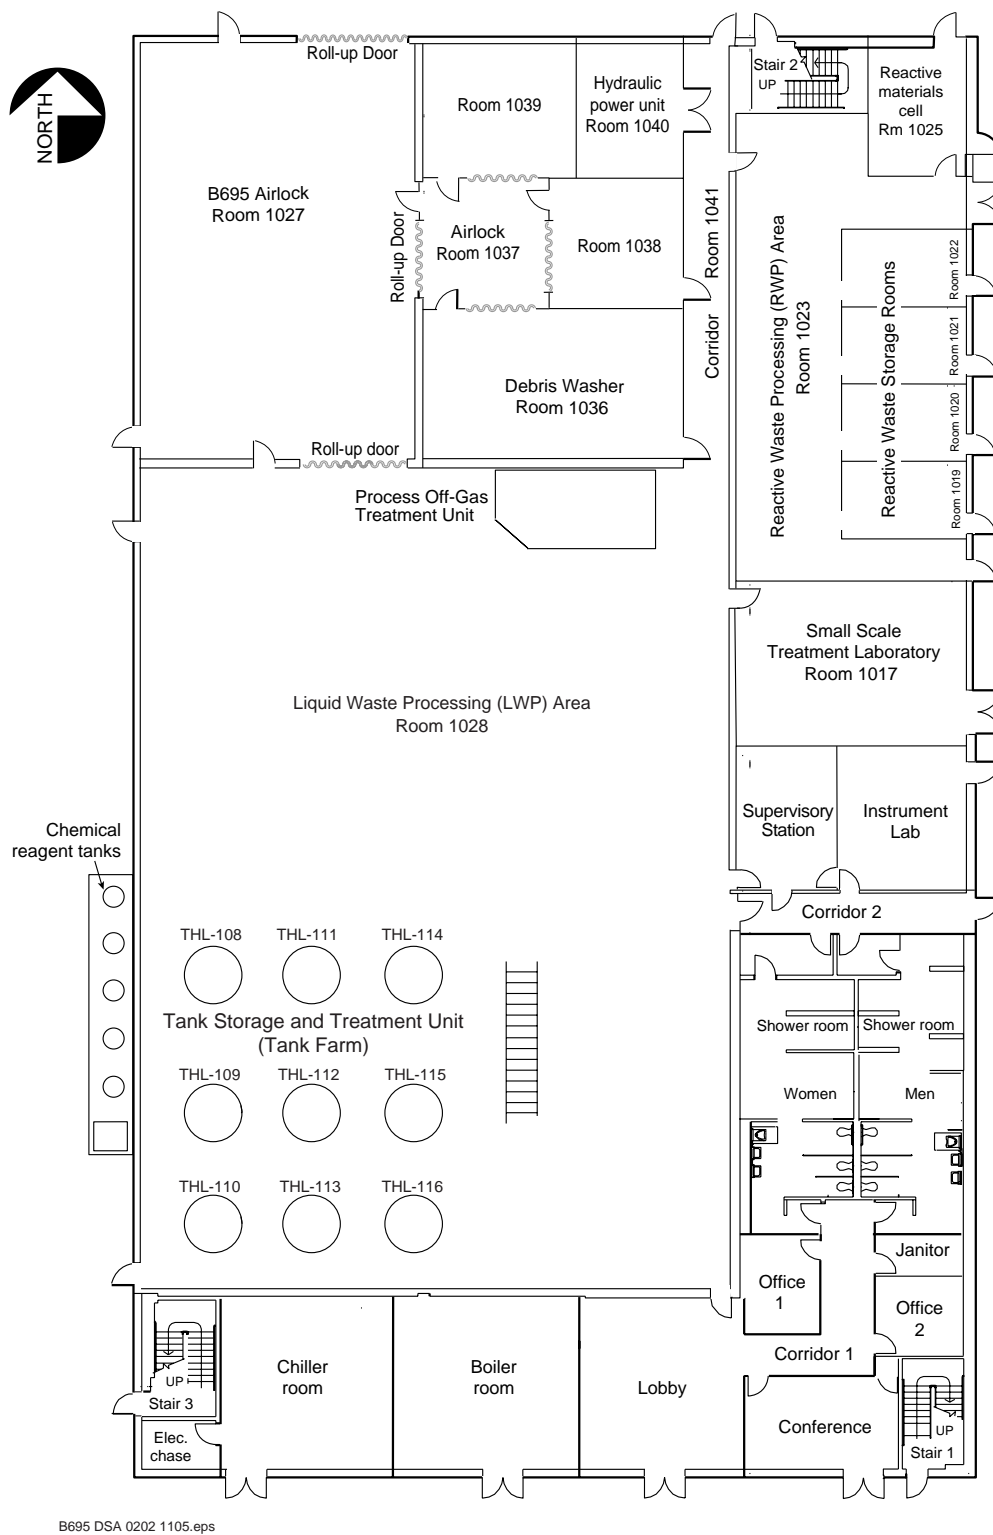 Roll-up Door
NORTH
Room 1039
Hydraulic
power unit
Room 1040
Stair 2
UP
Reactive
materials
cell
Rm 1025
B695 Airlock
Room 1027
Roll-up Door
Airlock
Room 1037
Room 1038
Corridor Room 1041
Reactive Waste Processing (RWP) Area
Room 1023
Reactive Waste Storage Rooms
Room 1022
Room 1021
Room 1020
Room 1019
Debris Washer
Room 1036
Roll-up door
Process Off-Gas
Treatment Unit
Small Scale
Treatment Laboratory
Room 1017
Liquid Waste Processing (LWP) Area
Room 1028
Supervisory
Station
Instrument
Lab
Chemical
reagent tanks
Corridor 2
THL-108
THL-111
THL-114
Tank Storage and Treatment Unit
(Tank Farm)
Shower room
Shower room
THL-109
THL-112
THL-115
Women
Men
THL-110
THL-113
THL-116
Janitor
Office
1
Office
2
Corridor 1
UP
Stair 3
Chiller
room
Boiler
room
Lobby
Conference
UP
Stair 1
Elec.
chase
B695 DSA 0202 1105.eps